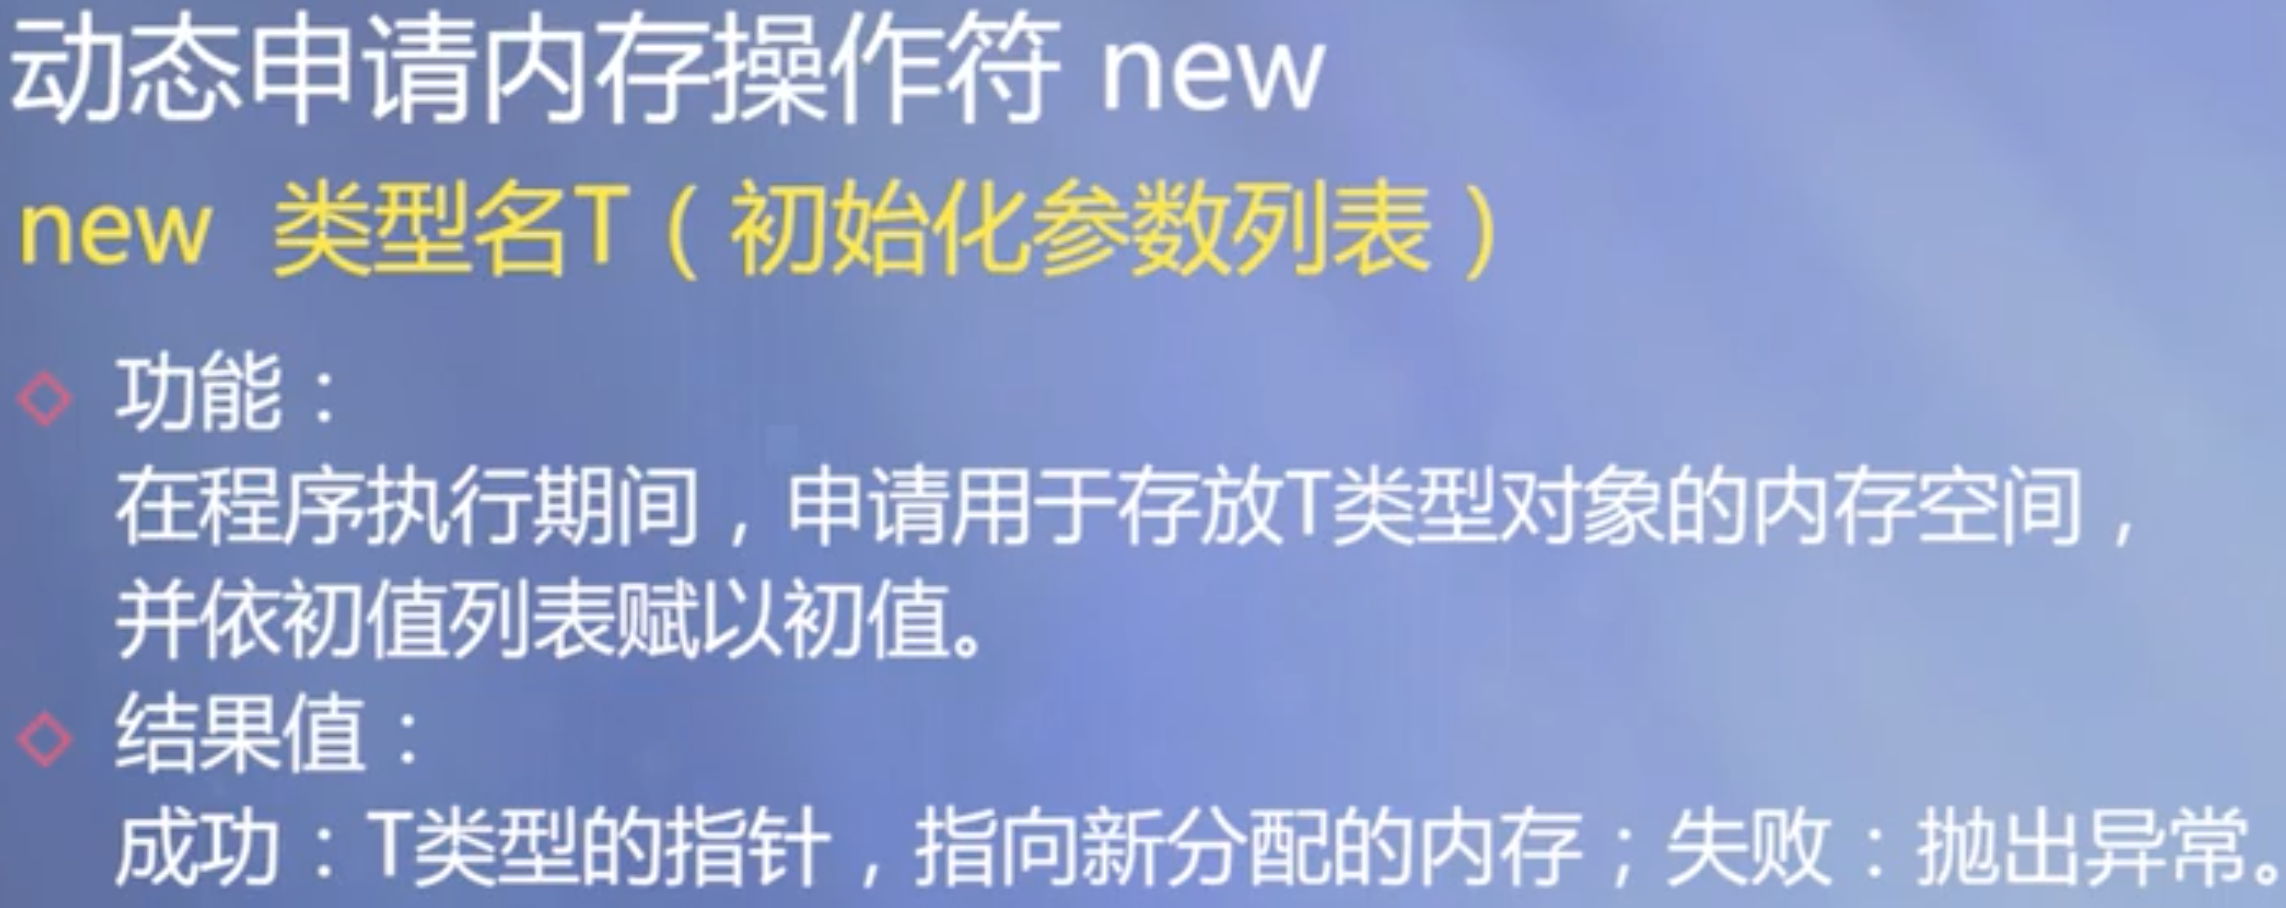 动态申请内存操作符 new
new 类型名T（初始化参数列表）
功能：
在程序执行期间，申请用于存放T类型对象的内存空间，
并依初值列表赋以初值。
结果值：
成功：T类型的指针，指向新分配的内存；失败：抛出异常。